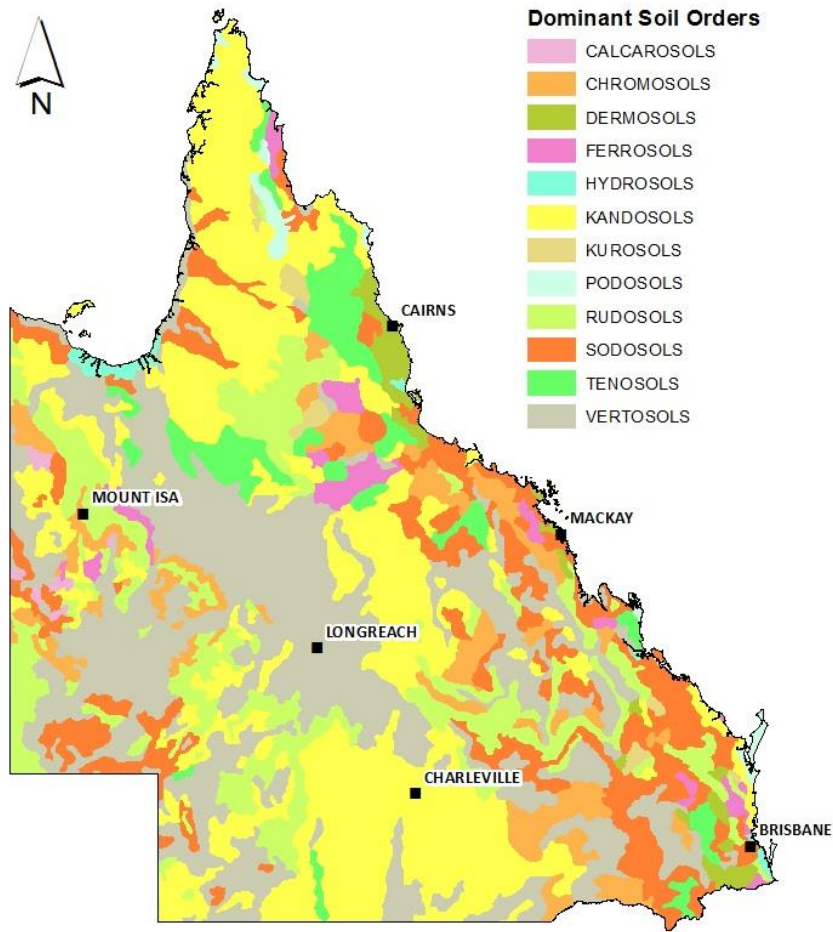 Dominant Soil Orders
CALCAROSOLS
CHROMOSOLS
DERMOSOLS
FERROSOLS
HYDROSOLS
KANDOSOLS
KUROSOLS
PODOSOLS
RUDOSOLS
SODOSOLS
TENOSOLS
VERTOSOLS
N
CAIRNS
MOUNT ISA
MACKAY
LONGREACH
CHARLEVILLE
BRISBANE